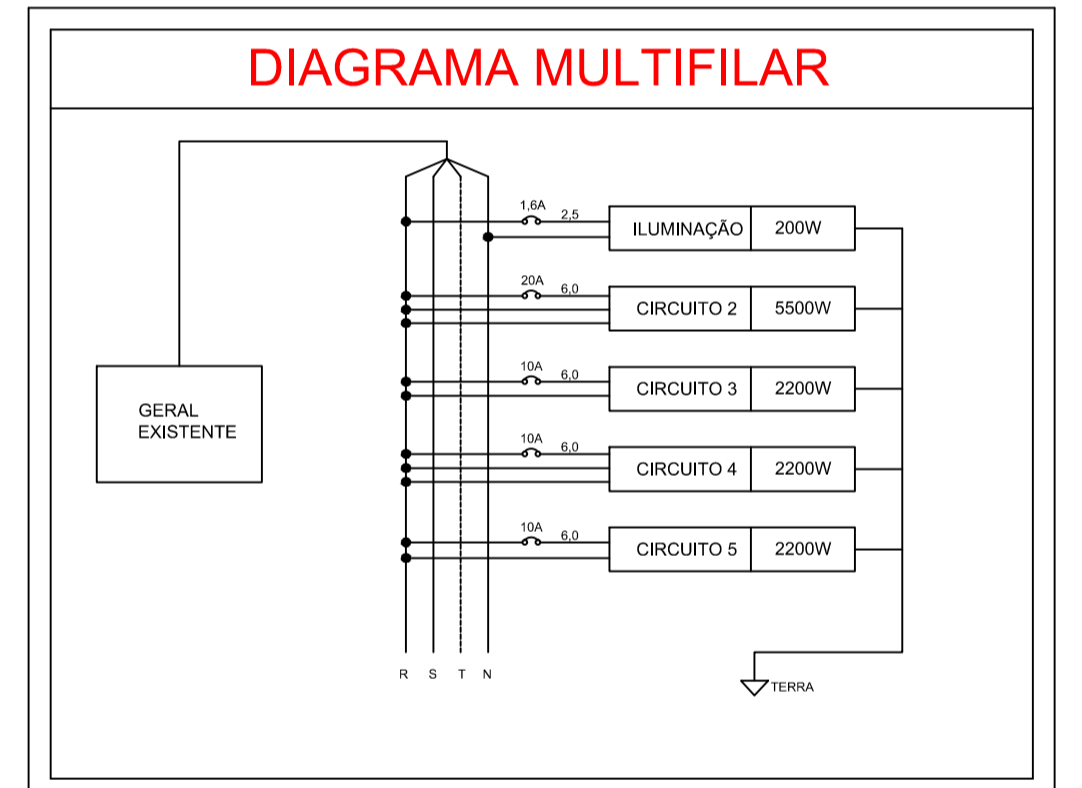 DIAGRAMA MULTIFILAR
1,6A
2,5
ILUMINAÇÃO 200W
20A
6,0
CIRCUITO 2 5500W
10A
6,0
CIRCUITO 3 2200W
GERAL
EXISTENTE
10A
6,0
CIRCUITO 4 2200W
10A
6,0
CIRCUITO 5 2200W
R S T N
TERRA